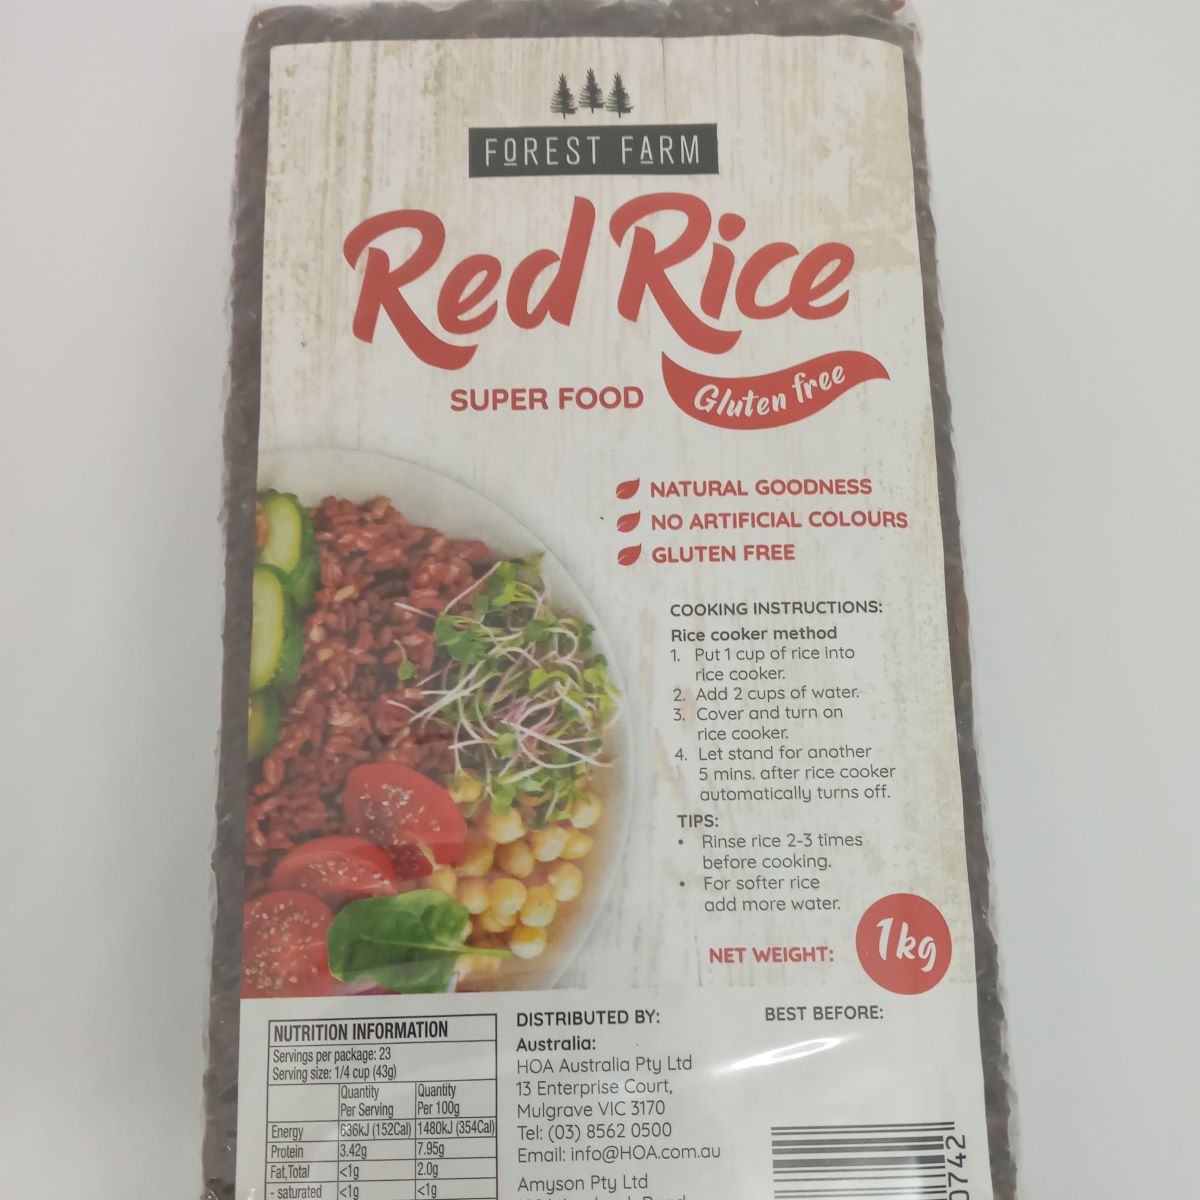 FOREST FARM
Red Rice
SUPER FOOD
Gluten free
NATURAL GOODNESS
NO ARTIFICIAL COLOURS
GLUTEN FREE
COOKING INSTRUCTIONS:
Rice cooker method
1. Put 1 cup of rice into
rice cooker.
2. Add 2 cups of water.
3. Cover and turn on
rice cooker.
4. Let stand for another
5 mins. after rice cooker
automatically turns off.
TIPS:
• Rinse rice 2-3 times
before cooking.
• For softer rice
add more water.
NET WEIGHT: 1kg
NUTRITION INFORMATION
Servings per package: 23
Serving size: 1/4 cup (43g)
Quantity Per Serving Quantity Per 100g
Energy 636kJ (152Cal) 1480kJ (354Cal)
Protein 3.42g 7.95g
Fat,Total <1g 2.0g
- saturated <1g <1g
DISTRIBUTED BY:
Australia:
HOA Australia Pty Ltd
13 Enterprise Court,
Mulgrave VIC 3170
Tel: (03) 8562 0500
Email: info@HOA.com.au
Amyson Pty Ltd
BEST BEFORE:
0742